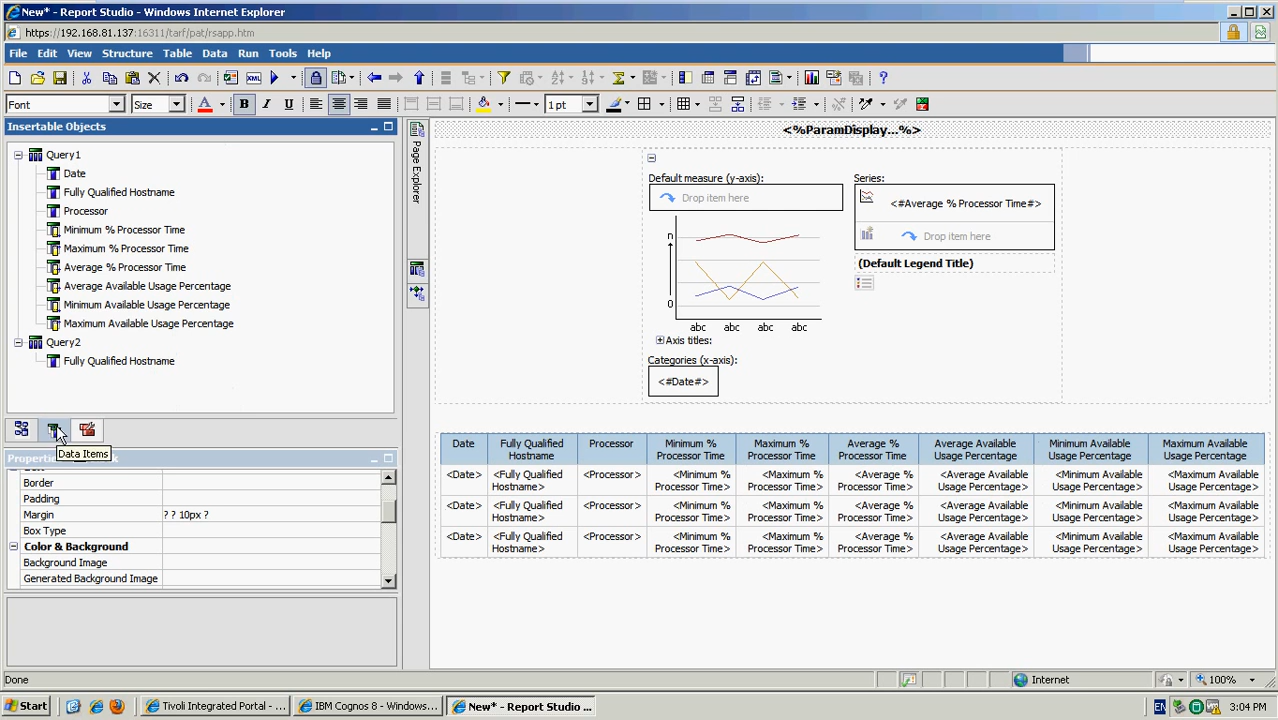 New* - Report Studio - Windows Internet Explorer
https://192.168.81.137:16311/tarf/pat/rsapp.htm
File Edit View Structure Table Data Run Tools Help
Font Size 1 pt
Insertable Objects
Query1
Date
Fully Qualified Hostname
Processor
Minimum % Processor Time
Maximum % Processor Time
Average % Processor Time
Average Available Usage Percentage
Minimum Available Usage Percentage
Maximum Available Usage Percentage
Query2
Fully Qualified Hostname
Data Items
Border
Padding
Margin ? ? 10px ?
Box Type
Color & Background
Background Image
Generated Background Image
Page Explorer
<%ParamDisplay...%>
Default measure (y-axis):
Drop item here
Series:
<#Average % Processor Time#>
Drop item here
(Default Legend Title)
n
0
abc abc abc abc
Axis titles:
Categories (x-axis):
<#Date#>
Date Fully Qualified Hostname Processor Minimum % Processor Time Maximum % Processor Time Average % Processor Time Average Available Usage Percentage Minimum Available Usage Percentage Maximum Available Usage Percentage
<Date> <Fully Qualified Hostname> <Processor> <Minimum % Processor Time> <Maximum % Processor Time> <Average % Processor Time> <Average Available Usage Percentage> <Minimum Available Usage Percentage> <Maximum Available Usage Percentage>
<Date> <Fully Qualified Hostname> <Processor> <Minimum % Processor Time> <Maximum % Processor Time> <Average % Processor Time> <Average Available Usage Percentage> <Minimum Available Usage Percentage> <Maximum Available Usage Percentage>
<Date> <Fully Qualified Hostname> <Processor> <Minimum % Processor Time> <Maximum % Processor Time> <Average % Processor Time> <Average Available Usage Percentage> <Minimum Available Usage Percentage> <Maximum Available Usage Percentage>
Done Internet 100%
Start Tivoli Integrated Portal - ... IBM Cognos 8 - Windows... New* - Report Studio ... EN 3:04 PM